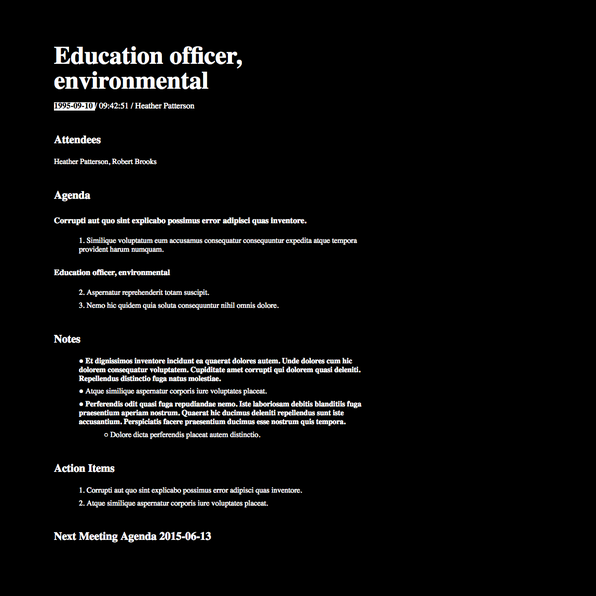 Education officer,
environmental
1995-09-10 / 09:42:51 / Heather Patterson
Attendees
Heather Patterson, Robert Brooks
Agenda
Corrupti aut quo sint explicabo possimus error adipisci quas inventore.
1. Similique voluptatum eum accusamus consequatur consequuntur expedita atque tempora
provident harum numquam.
Education officer, environmental
2. Aspernatur reprehenderit totam suscipit.
3. Nemo hic quidem quia soluta consequuntur nihil omnis dolore.
Notes
● Et dignissimos inventore incidunt ea quaerat dolores autem. Unde dolores cum hic
dolorem consequatur voluptatem. Cupiditate amet corrupti qui dolorem quasi deleniti.
Repellendus distinctio fuga natus molestiae.
● Atque similique aspernatur corporis iure voluptates placeat.
● Perferendis odit quasi fuga repudiandae nemo. Iste laboriosam debitis blanditiis fuga
praesentium aperiam nostrum. Quaerat hic ducimus deleniti repellendus sunt iste
accusantium. Perspiciatis facere praesentium ducimus esse nostrum quis tempora.
○ Dolore dicta perferendis placeat autem distinctio.
Action Items
1. Corrupti aut quo sint explicabo possimus error adipisci quas inventore.
2. Atque similique aspernatur corporis iure voluptates placeat.
Next Meeting Agenda 2015-06-13